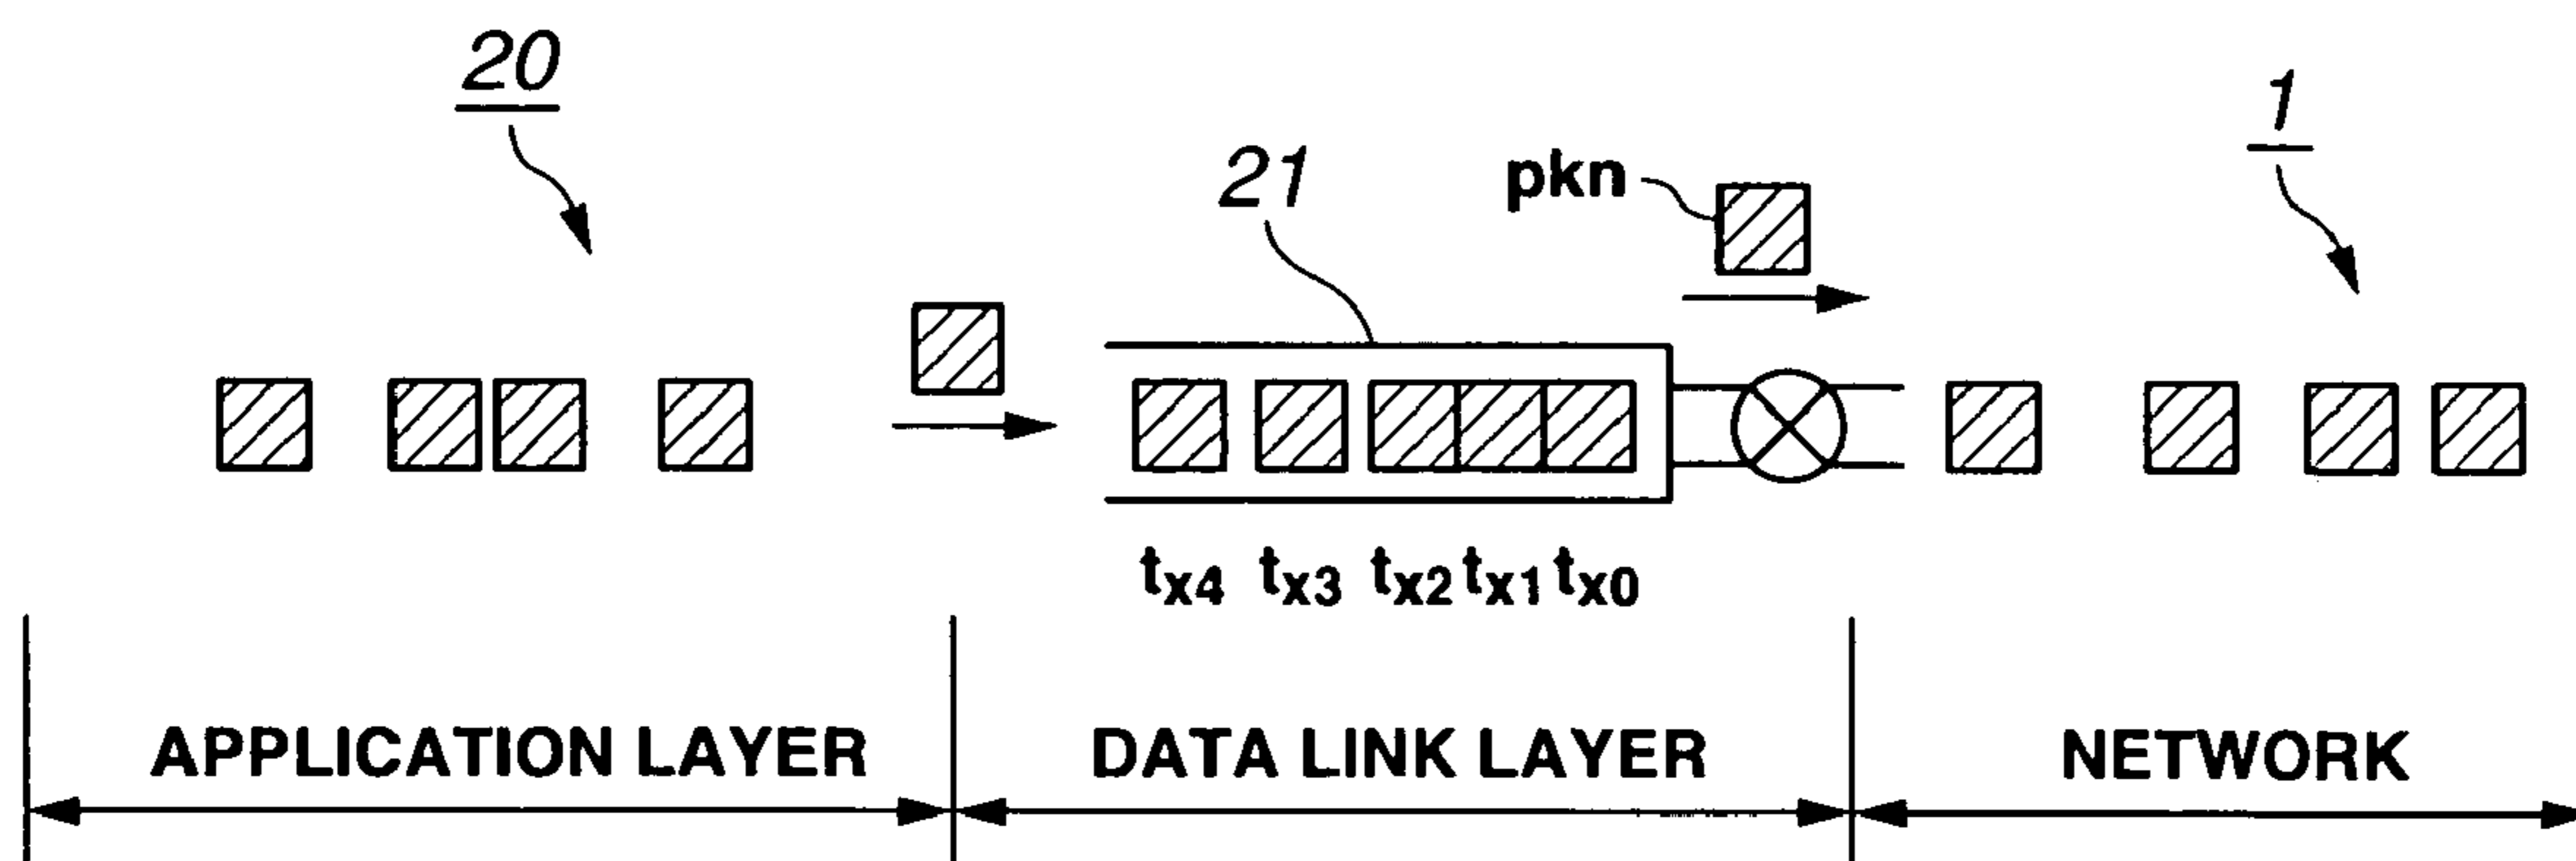 20
1
21
pkn
tx4 tx3 tx2 tx1 tx0
APPLICATION LAYER
DATA LINK LAYER
NETWORK